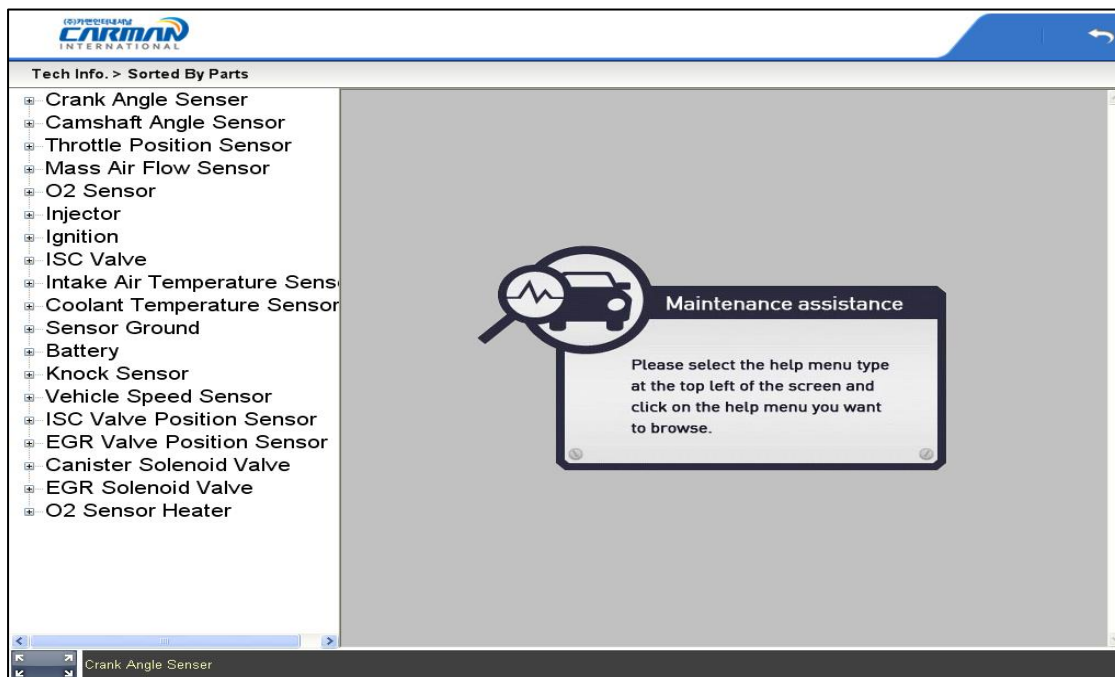 (주)카맨인터내셔날
CARMAN
INTERNATIONAL
Tech Info. > Sorted By Parts
Crank Angle Senser
Camshaft Angle Sensor
Throttle Position Sensor
Mass Air Flow Sensor
O2 Sensor
Injector
Ignition
ISC Valve
Intake Air Temperature Sens
Coolant Temperature Sensor
Sensor Ground
Battery
Knock Sensor
Vehicle Speed Sensor
ISC Valve Position Sensor
EGR Valve Position Sensor
Canister Solenoid Valve
EGR Solenoid Valve
O2 Sensor Heater
Maintenance assistance
Please select the help menu type
at the top left of the screen and
click on the help menu you want
to browse.
Crank Angle Senser